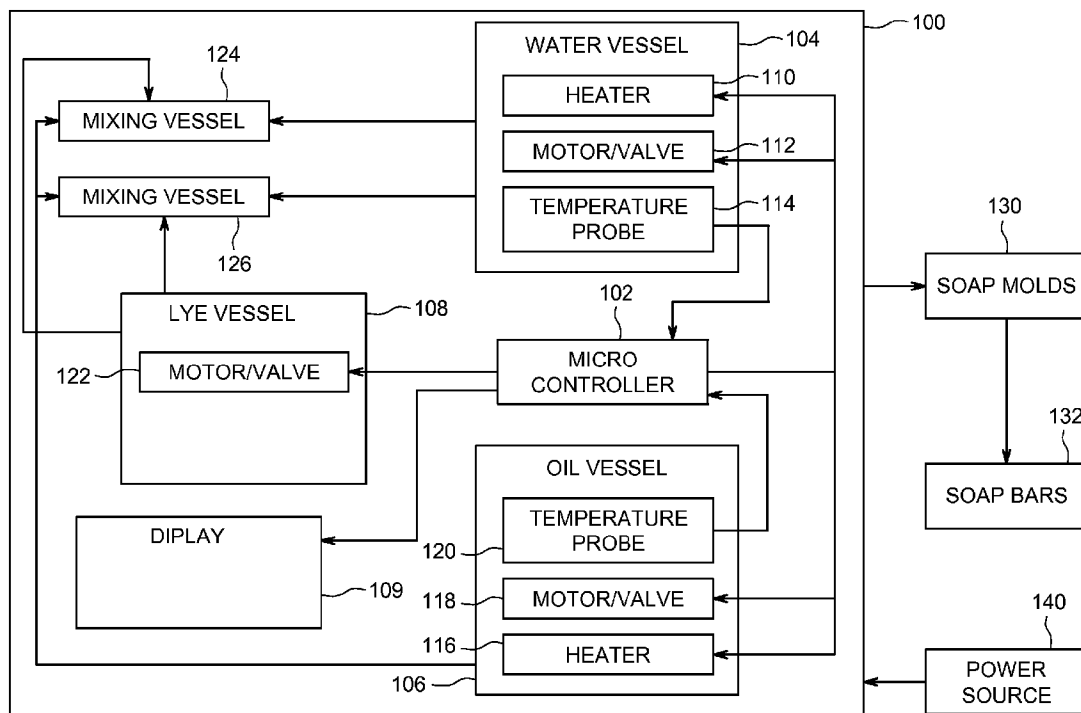 100
WATER VESSEL
104
110
HEATER
124
MIXING VESSEL
MOTOR/VALVE
112
MIXING VESSEL
126
TEMPERATURE
PROBE
114
130
SOAP MOLDS
LYE VESSEL
108
122
MOTOR/VALVE
102
MICRO
CONTROLLER
132
SOAP BARS
OIL VESSEL
TEMPERATURE
PROBE
120
DIPLAY
109
118
MOTOR/VALVE
116
HEATER
106
140
POWER
SOURCE